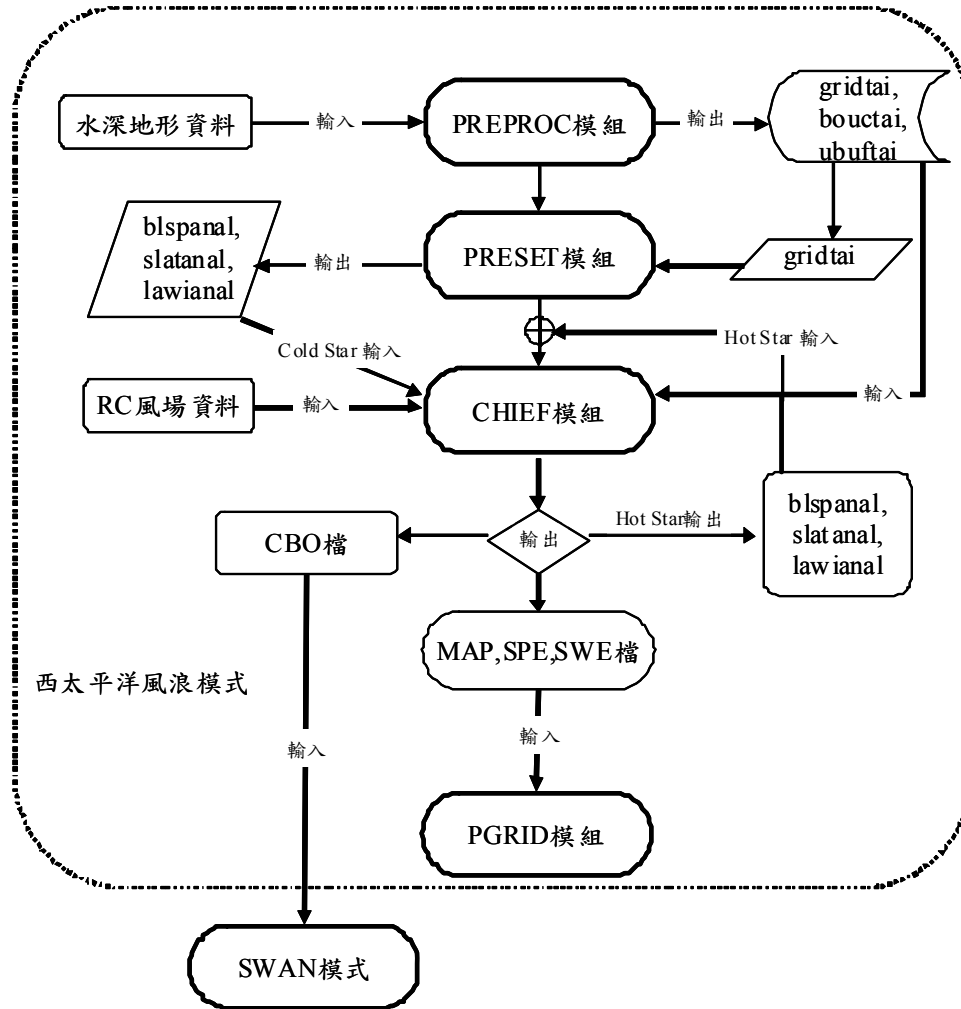 水深地形資料
輸入
PREPROC模組
輸出
gridtai,
bouctai,
ubuftai
blspanal,
slatanal,
lawianal
輸出
PRESET模組
gridtai
Cold Star 輸入
Hot Star 輸入
RC風場資料
輸入
CHIEF模組
輸入
CBO檔
輸出
Hot Star輸出
blspanal,
slatanal,
lawianal
MAP,SPE,SWE檔
西太平洋風浪模式
輸入
輸入
PGRID模組
SWAN模式